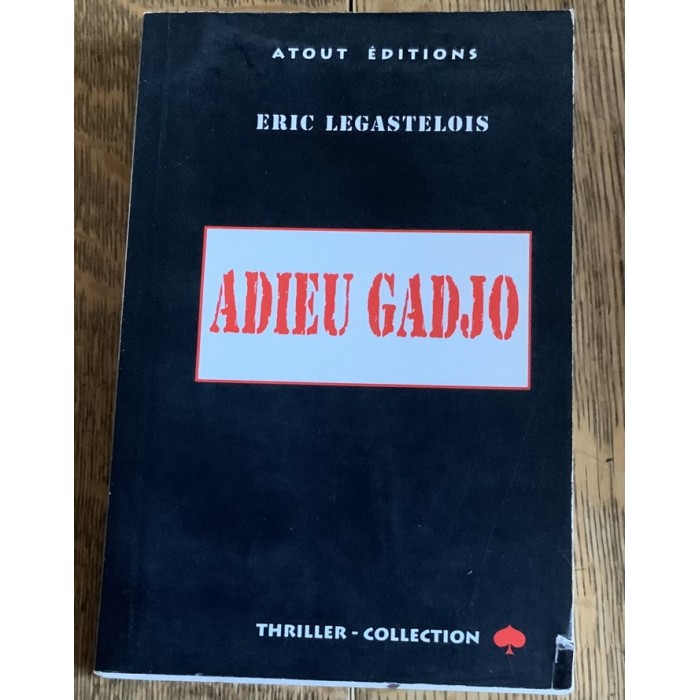 ATOUT ÉDITIONS
ERIC LEGASTELOIS
ADIEU GADJO
THRILLER - COLLECTION